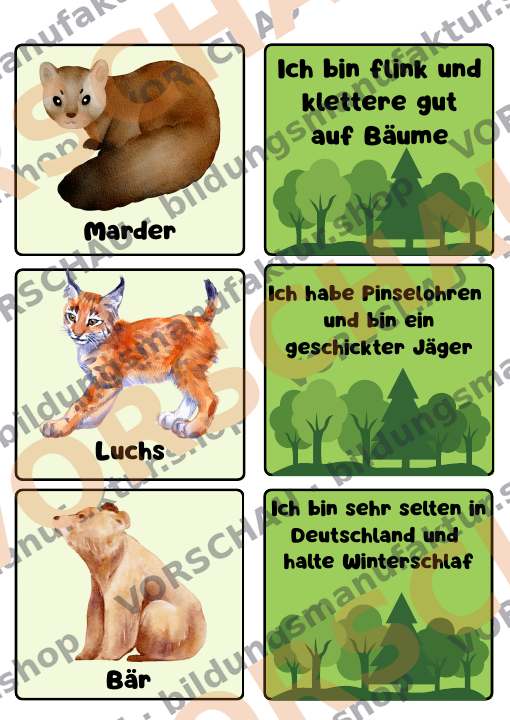 Marder
Ich bin flink und
klettere gut
auf Bäume
Luchs
Ich habe Pinselohren
und bin ein
geschickter Jäger
Bär
Ich bin sehr selten in
Deutschland und
halte Winterschlaf
VORSCHAU - bildungsmanufaktur.shop
VORSCHAU